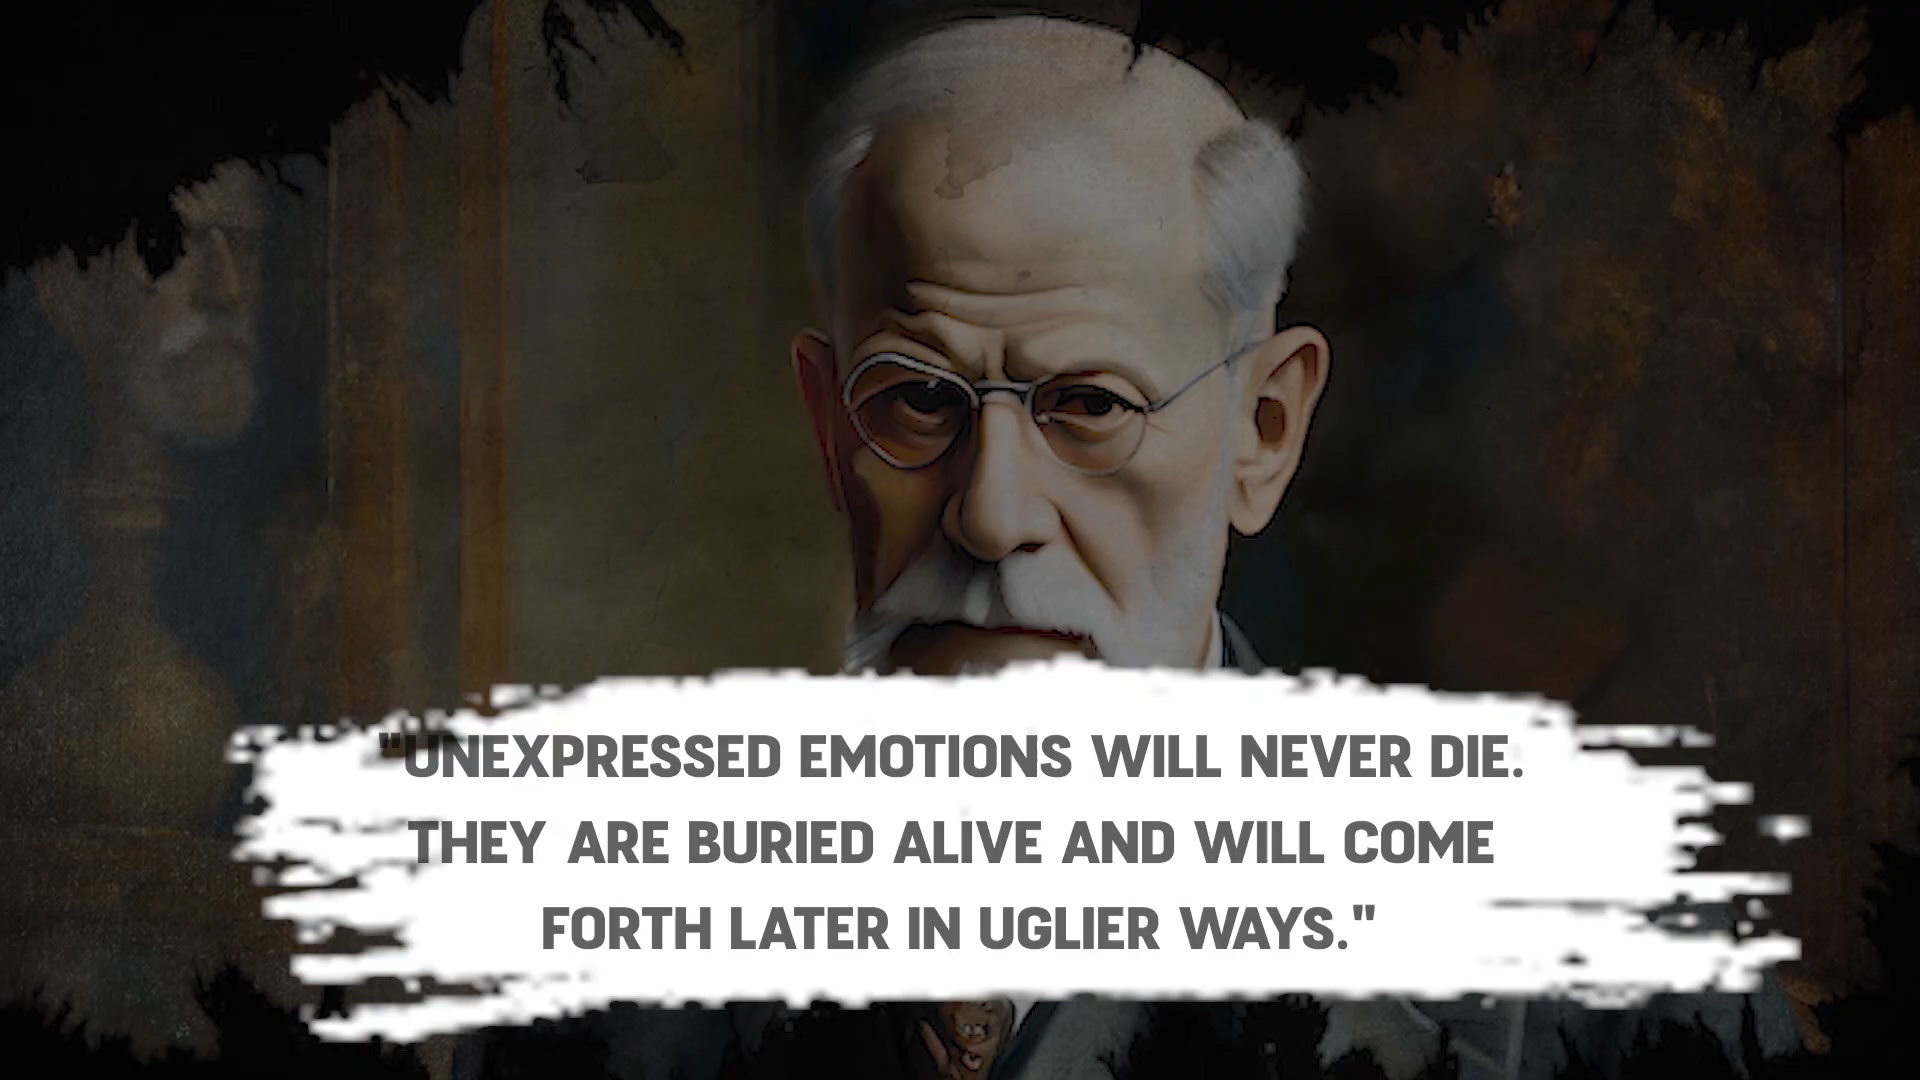 "UNEXPRESSED EMOTIONS WILL NEVER DIE.
THEY ARE BURIED ALIVE AND WILL COME
FORTH LATER IN UGLIER WAYS."